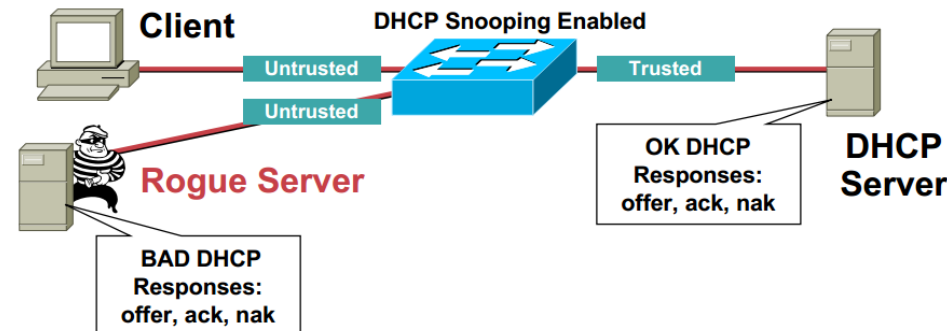 Client
DHCP Snooping Enabled
Untrusted
Trusted
Untrusted
Rogue Server
OK DHCP
Responses:
offer, ack, nak
DHCP
Server
BAD DHCP
Responses:
offer, ack, nak